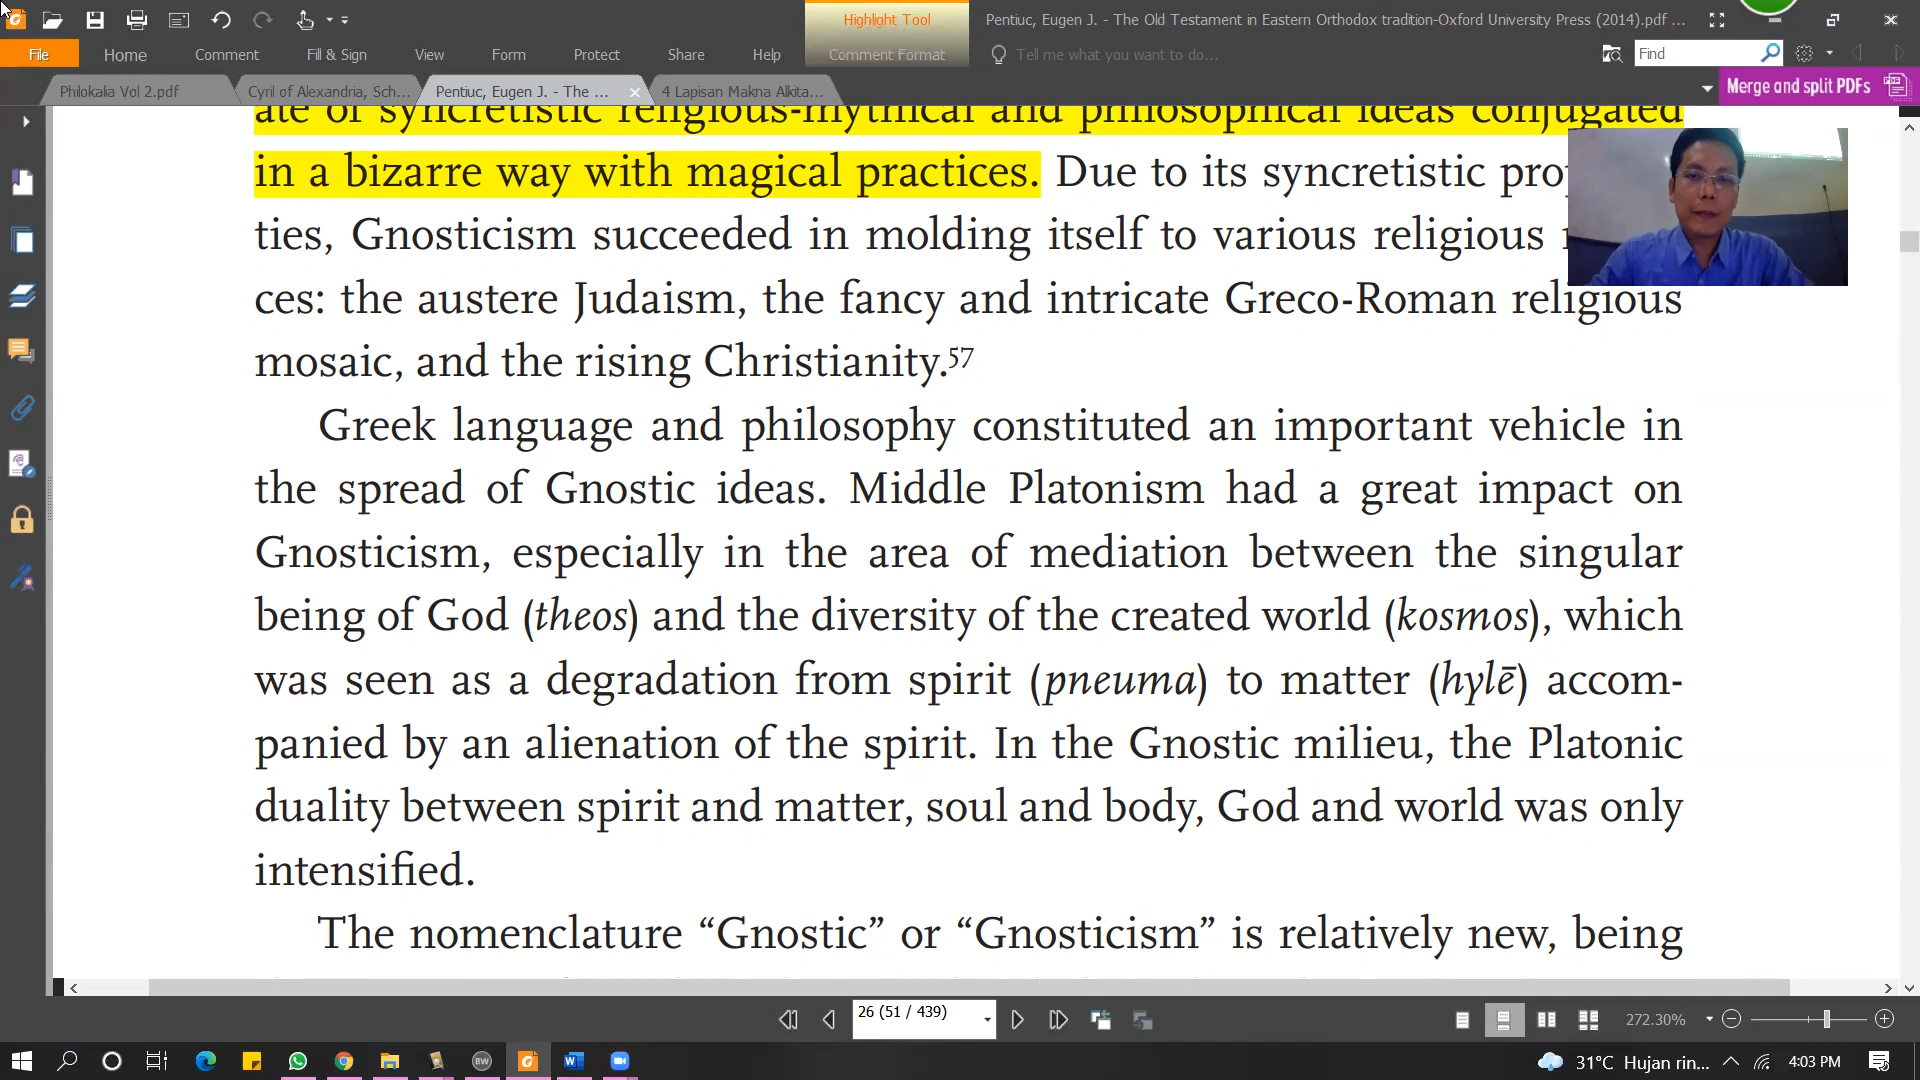 Highlight Tool
Pentiuc, Eugen J. - The Old Testament in Eastern Orthodox tradition-Oxford University Press (2014).pdf ...
File Home Comment Fill & Sign View Form Protect Share Help Comment Format Tell me what you want to do... Find
Philokalia Vol 2.pdf Cyril of Alexandria, Sch... Pentiuc, Eugen J. - The ... 4 Lapisan Makna Alkita... Merge and split PDFs
ate of syncretistic religious-mythical and philosophical ideas conjugated
in a bizarre way with magical practices. Due to its syncretistic
ties, Gnosticism succeeded in molding itself to various religious
ces: the austere Judaism, the fancy and intricate Greco-Roman religious
mosaic, and the rising Christianity.57
Greek language and philosophy constituted an important vehicle in
the spread of Gnostic ideas. Middle Platonism had a great impact on
Gnosticism, especially in the area of mediation between the singular
being of God (theos) and the diversity of the created world (kosmos), which
was seen as a degradation from spirit (pneuma) to matter (hylē) accom-
panied by an alienation of the spirit. In the Gnostic milieu, the Platonic
duality between spirit and matter, soul and body, God and world was only
intensified.
The nomenclature “Gnostic” or “Gnosticism” is relatively new, being
26 (51 / 439)
272.30%
31°C Hujan rin... 4:03 PM